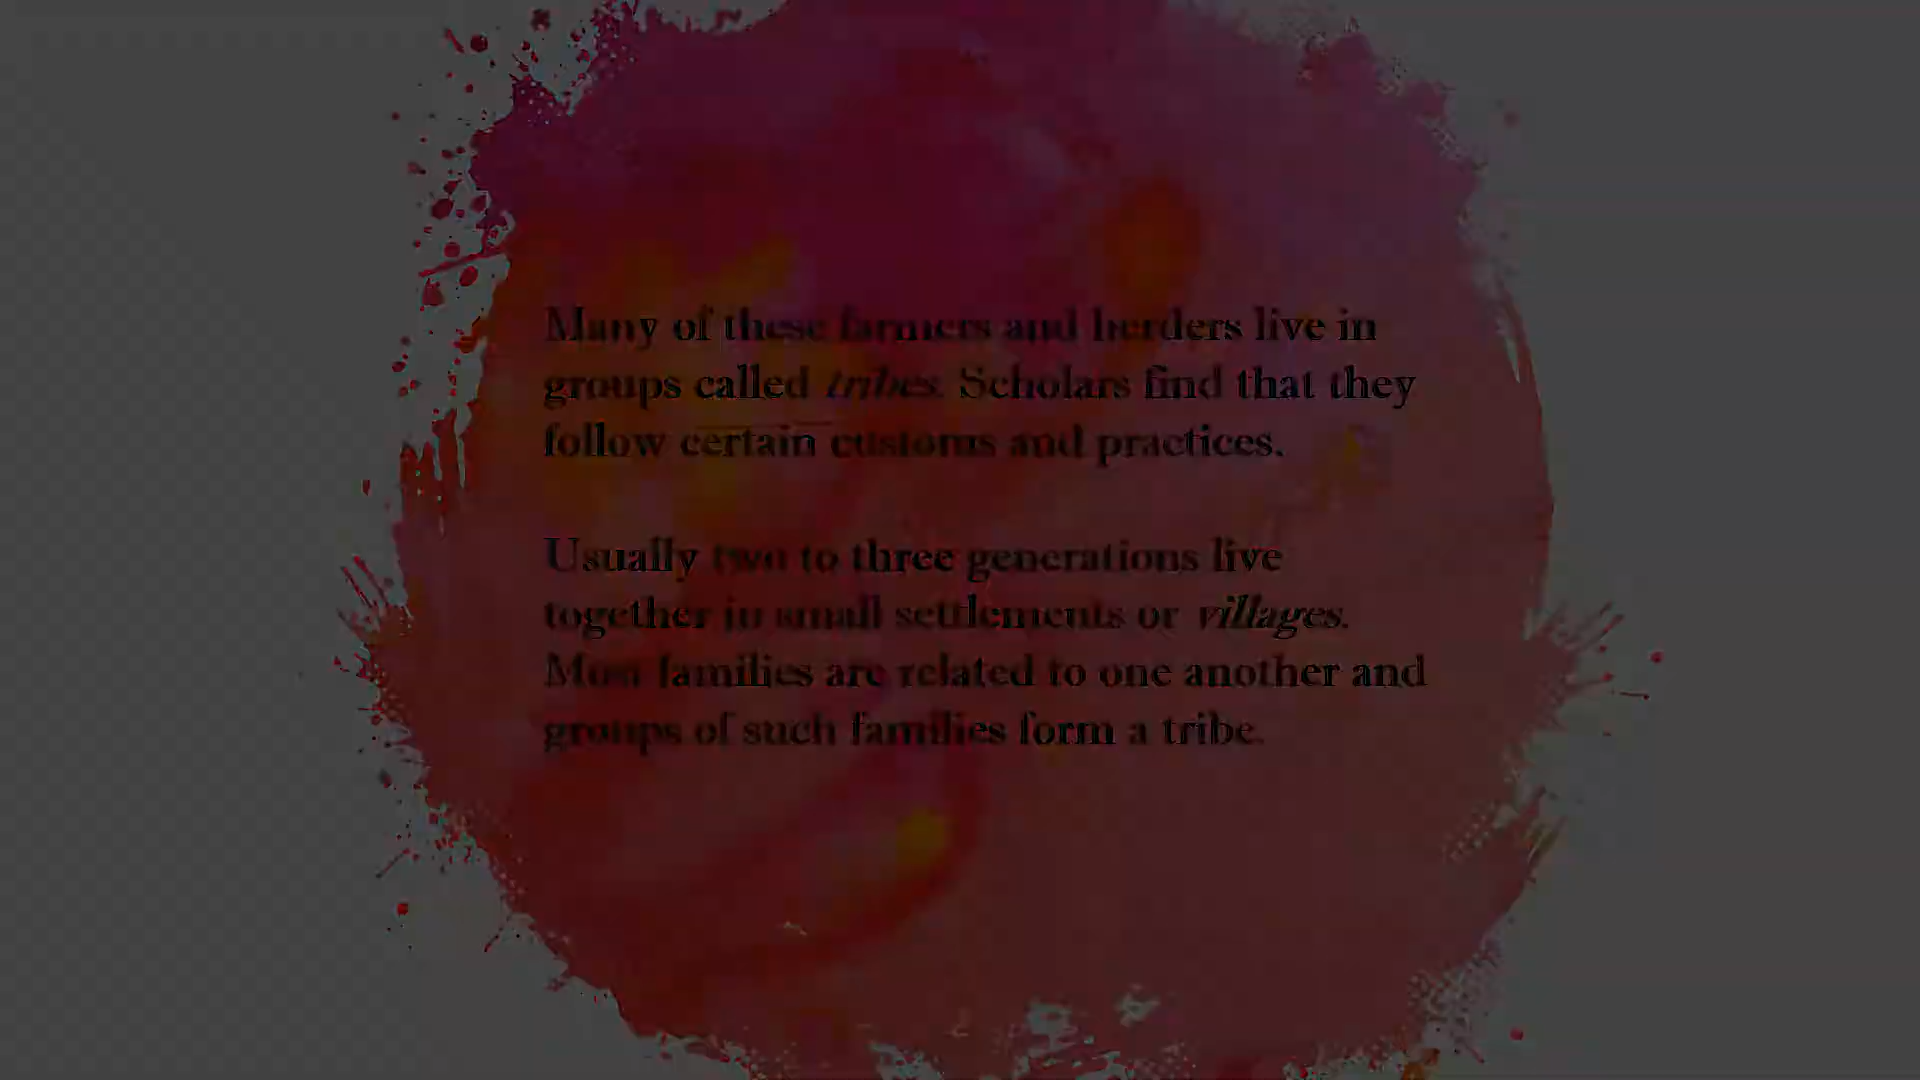 Many of these farmers and herders live in
groups called tribes. Scholars find that they
follow certain customs and practices.
Usually two to three generations live
together in small settlements or villages.
Most families are related to one another and
groups of such families form a tribe.